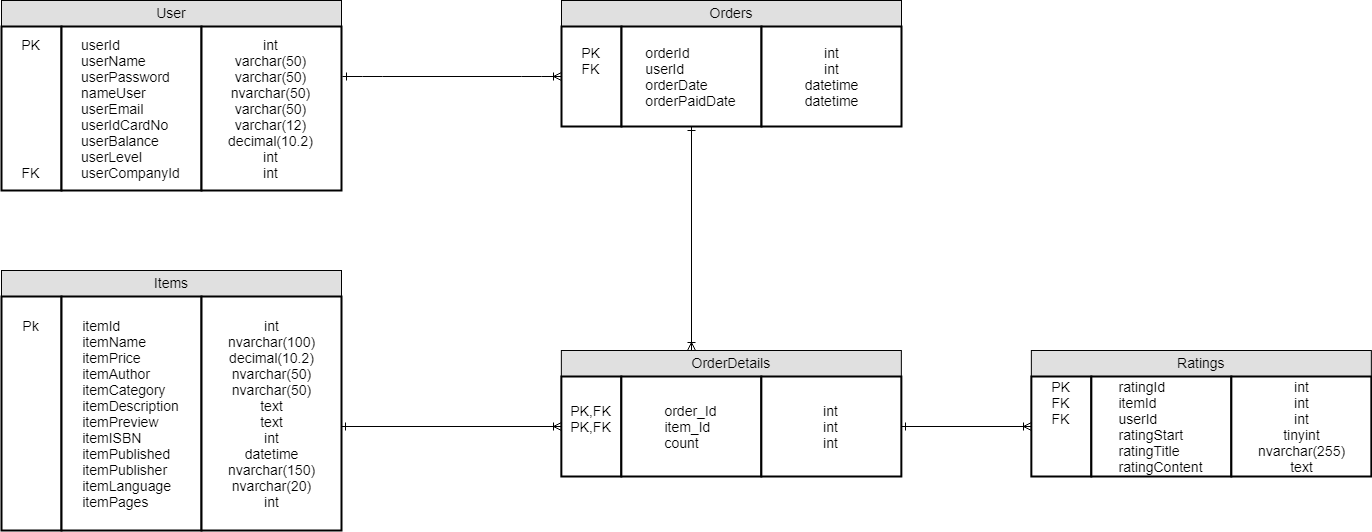 User
PK userId int
userName varchar(50)
userPassword varchar(50)
nameUser nvarchar(50)
userEmail varchar(50)
userIdCardNo varchar(12)
userBalance decimal(10.2)
userLevel int
FK userCompanyId int
Orders
PK orderId int
FK userId int
orderDate datetime
orderPaidDate datetime
Items
Pk itemId int
itemName nvarchar(100)
itemPrice decimal(10.2)
itemAuthor nvarchar(50)
itemCategory nvarchar(50)
itemDescription text
itemPreview text
itemISBN int
itemPublished datetime
itemPublisher nvarchar(150)
itemLanguage nvarchar(20)
itemPages int
OrderDetails
PK,FK order_Id int
PK,FK item_Id int
count int
Ratings
PK ratingId int
FK itemId int
FK userId int
ratingStart tinyint
ratingTitle nvarchar(255)
ratingContent text